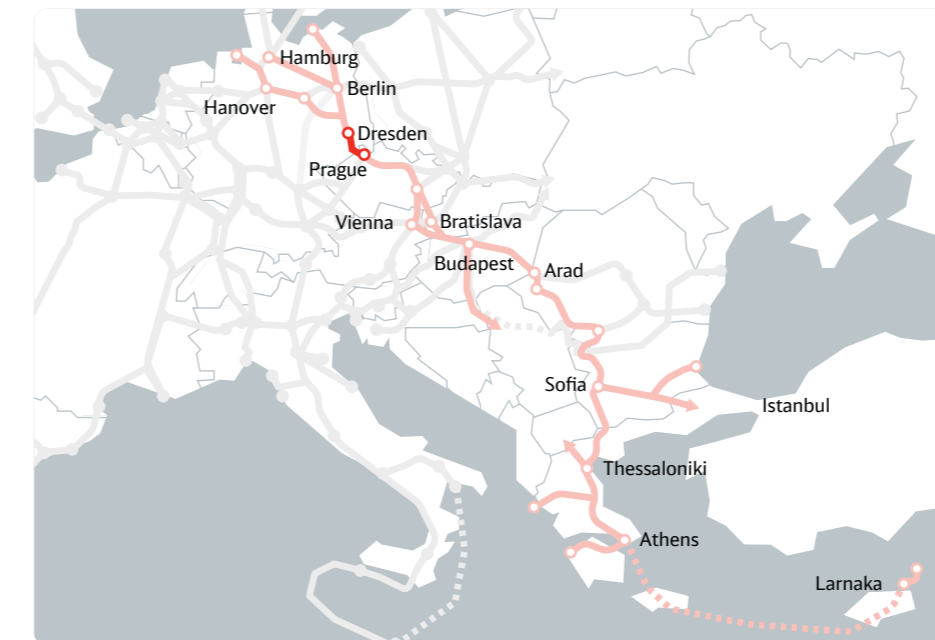 Hamburg
Berlin
Hanover
Dresden
Prague
Vienna
Bratislava
Budapest
Arad
Sofia
Istanbul
Thessaloniki
Athens
Larnaka